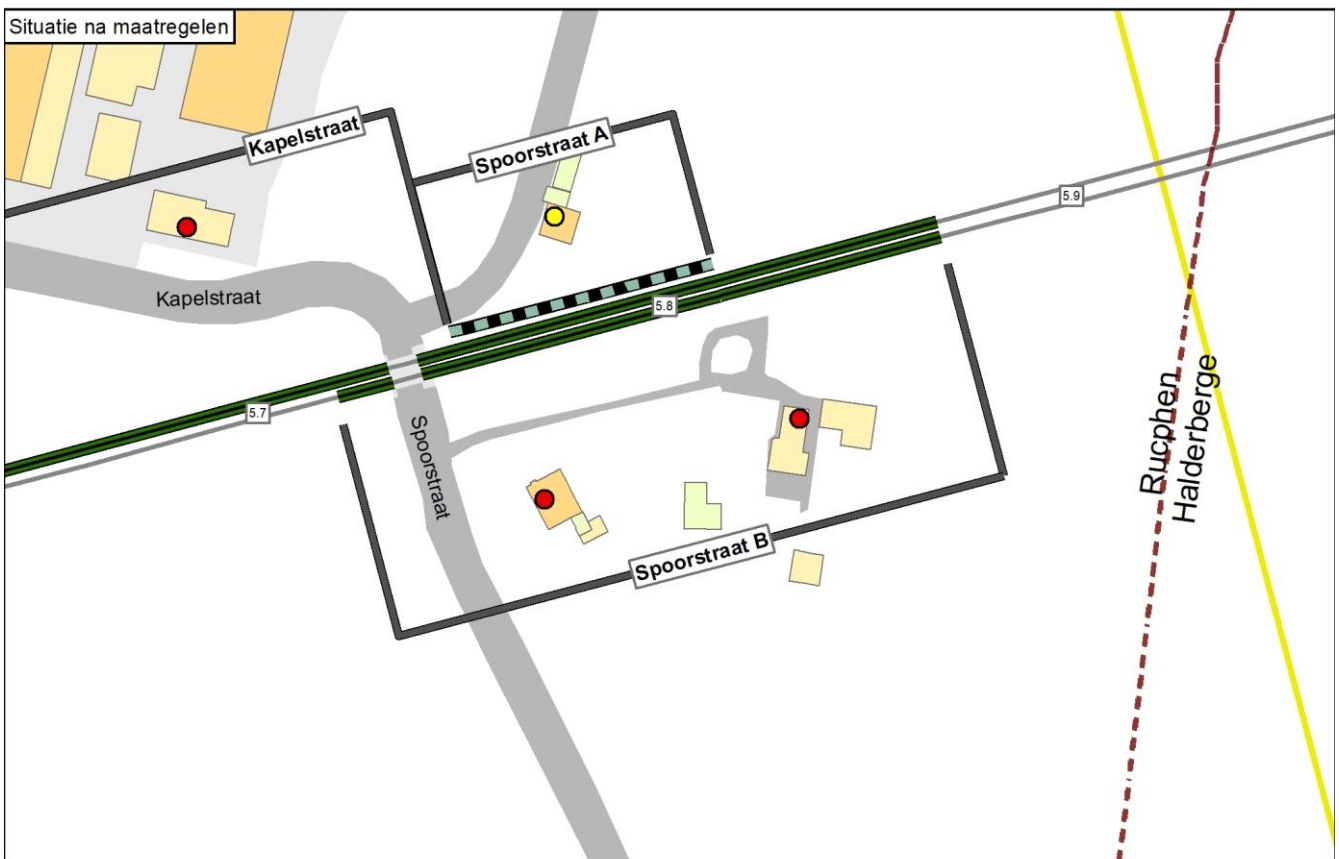 Situatie na maatregelen
Kapelstraat
Spoorstraat A
5.9
Kapelstraat
5.8
5.7
Spoorstraat
Rucphen
Halderberge
Spoorstraat B